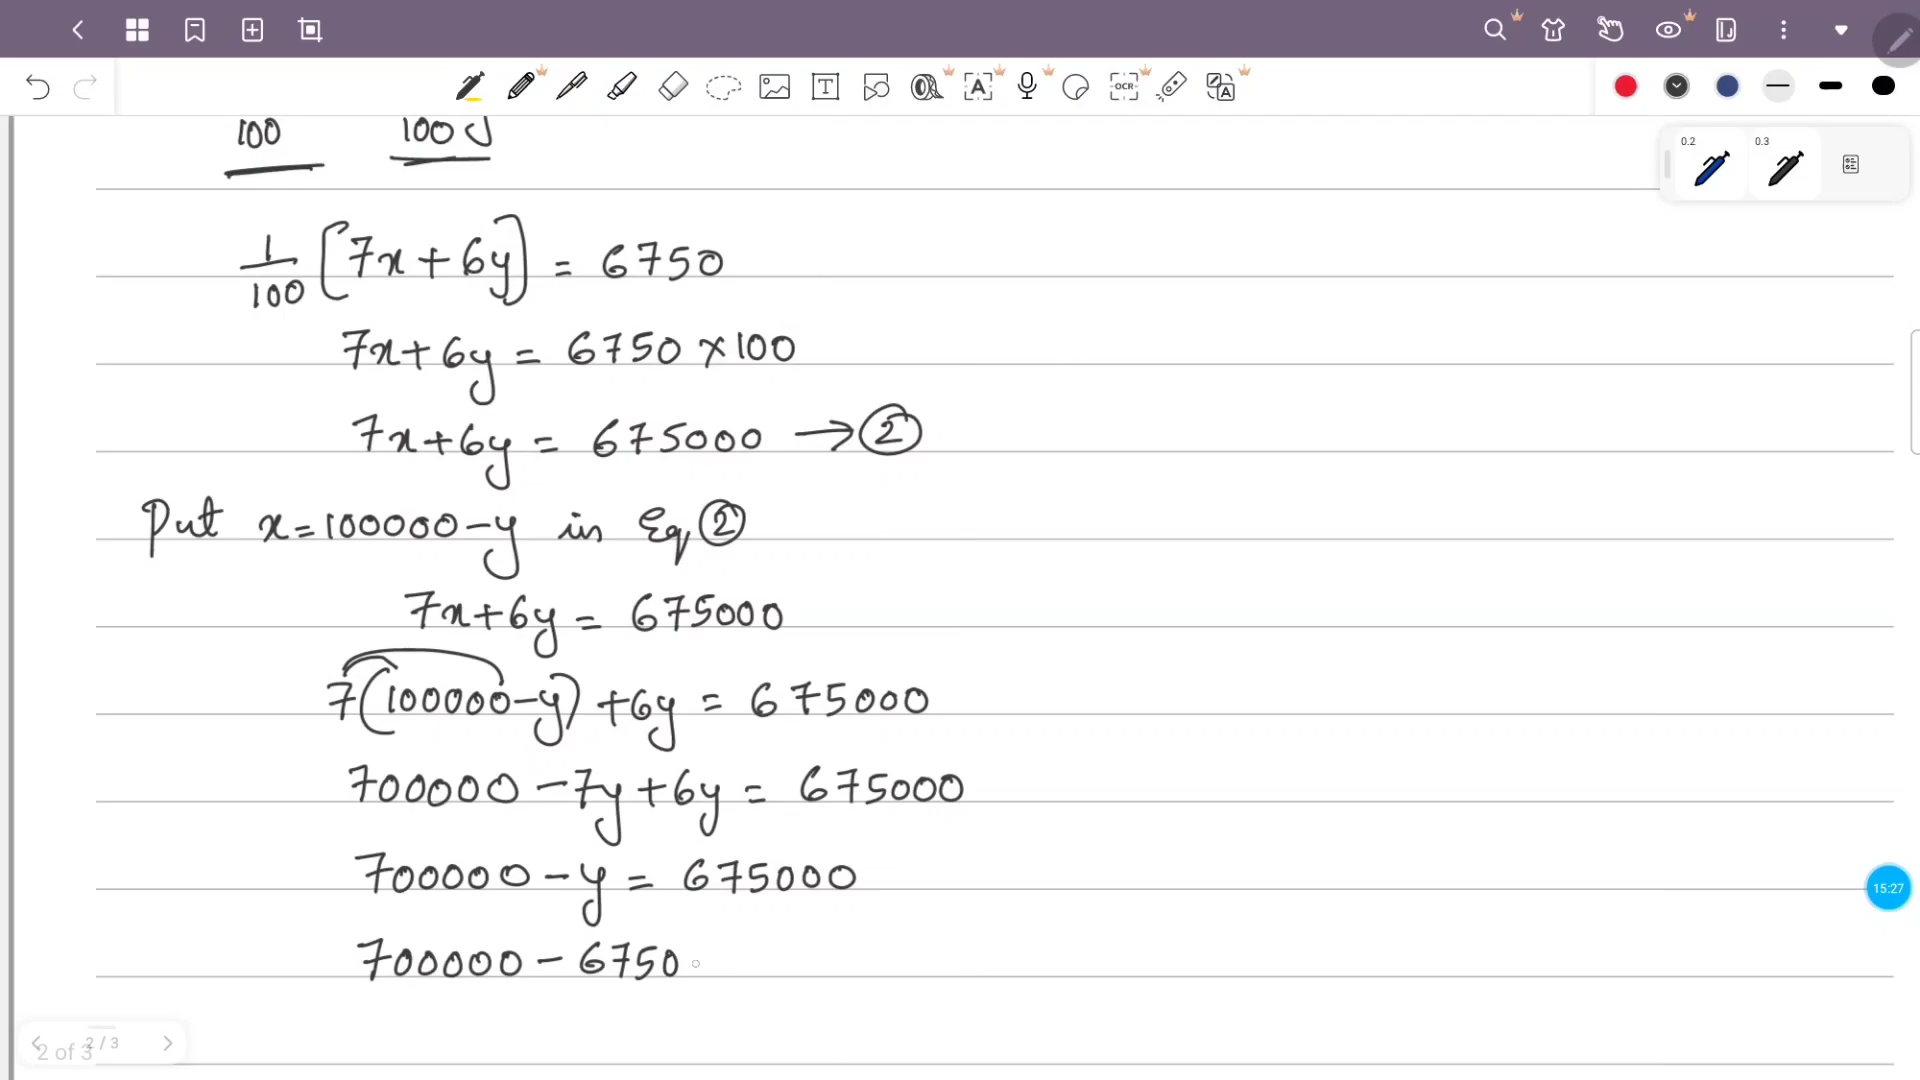 0.2 0.3
100 100
1/100 [7x+6y] = 6750
7x+6y = 6750 ×100
7x+6y = 675000 → ②
Put x=100000-y in Eq ②
7x+6y = 675000
7(100000-y) +6y = 675000
700000 -7y +6y = 675000
700000 -y = 675000
15:27
700000 - 6750
2 / 3
2 of 3